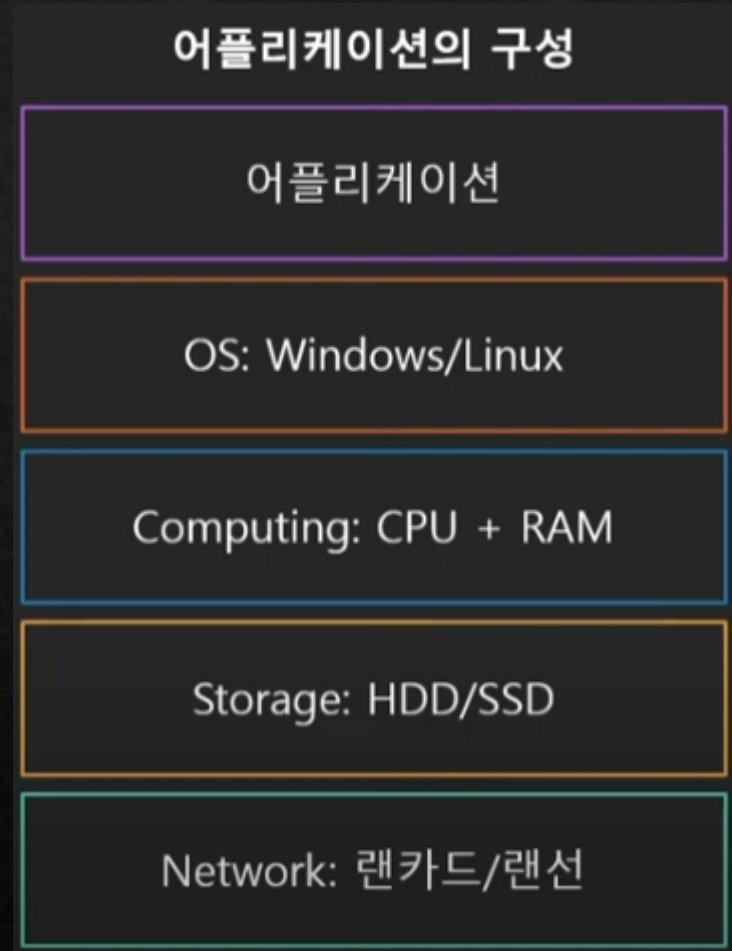 어플리케이션의 구성
어플리케이션
OS: Windows/Linux
Computing: CPU + RAM
Storage: HDD/SSD
Network: 랜카드/랜선